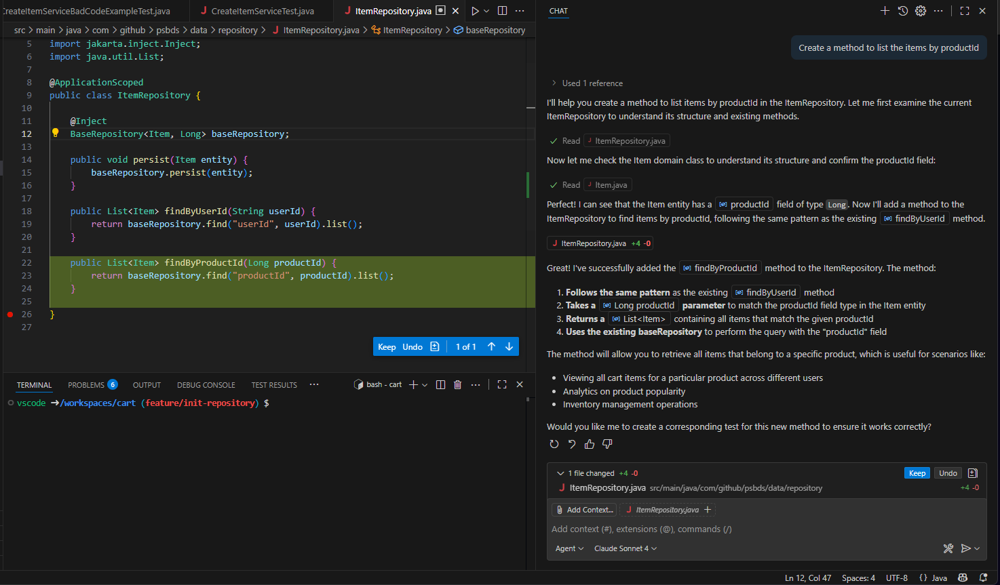 CreateItemServiceBadCodeExampleTest.java
CreateItemServiceTest.java
ItemRepository.java
src > main > java > com > github > psbds > data > repository > ItemRepository.java > ItemRepository > baseRepository
5 import jakarta.inject.Inject;
6 import java.util.List;
7
8 @ApplicationScoped
9 public class ItemRepository {
10
11 @Inject
12 BaseRepository<Item, Long> baseRepository;
13
14 public void persist(Item entity) {
15 baseRepository.persist(entity);
16 }
17
18 public List<Item> findByUserId(String userId) {
19 return baseRepository.find("userId", userId).list();
20 }
21
22 public List<Item> findByProductId(Long productId) {
23 return baseRepository.find("productId", productId).list();
24 }
25
26 }
27
Keep Undo 1 of 1
TERMINAL PROBLEMS 6 OUTPUT DEBUG CONSOLE TEST RESULTS ··· bash - cart
vscode ➜/workspaces/cart (feature/init-repository) $
CHAT
Create a method to list the items by productId
Used 1 reference
I'll help you create a method to list items by productId in the ItemRepository. Let me first examine the current
ItemRepository to understand its structure and existing methods.
Read ItemRepository.java
Now let me check the Item domain class to understand its structure and confirm the productId field:
Read Item.java
Perfect! I can see that the Item entity has a productId field of type Long. Now I'll add a method to the
ItemRepository to find items by productId, following the same pattern as the existing findByUserId method.
ItemRepository.java +4 -0
Great! I've successfully added the findByProductId method to the ItemRepository. The method:
1. Follows the same pattern as the existing findByUserId method
2. Takes a Long productId parameter to match the productId field type in the Item entity
3. Returns a List<Item> containing all items that match the given productId
4. Uses the existing baseRepository to perform the query with the "productId" field
The method will allow you to retrieve all items that belong to a specific product, which is useful for scenarios like:
• Viewing all cart items for a particular product across different users
• Analytics on product popularity
• Inventory management operations
Would you like me to create a corresponding test for this new method to ensure it works correctly?
1 file changed +4 -0 Keep Undo
ItemRepository.java src/main/java/com/github/psbds/data/repository +4 -0
Add Context... ItemRepository.java +
Add context (#), extensions (@), commands (/)
Agent Claude Sonnet 4
Ln 12, Col 47 Spaces: 4 UTF-8 {} Java